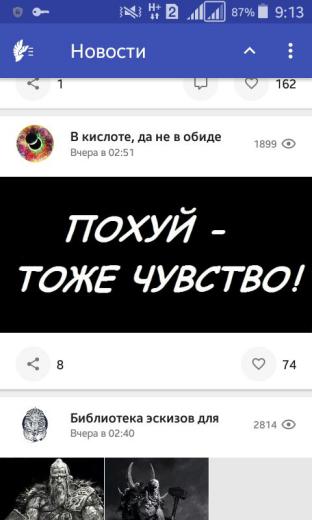 H+ 2 87% 9:13
Новости
1 162
В кислоте, да не в обиде
1899
Вчера в 02:51
ПОХУЙ -
ТОЖЕ ЧУВСТВО!
8 74
Библиотека эскизов для
2814
Вчера в 02:40